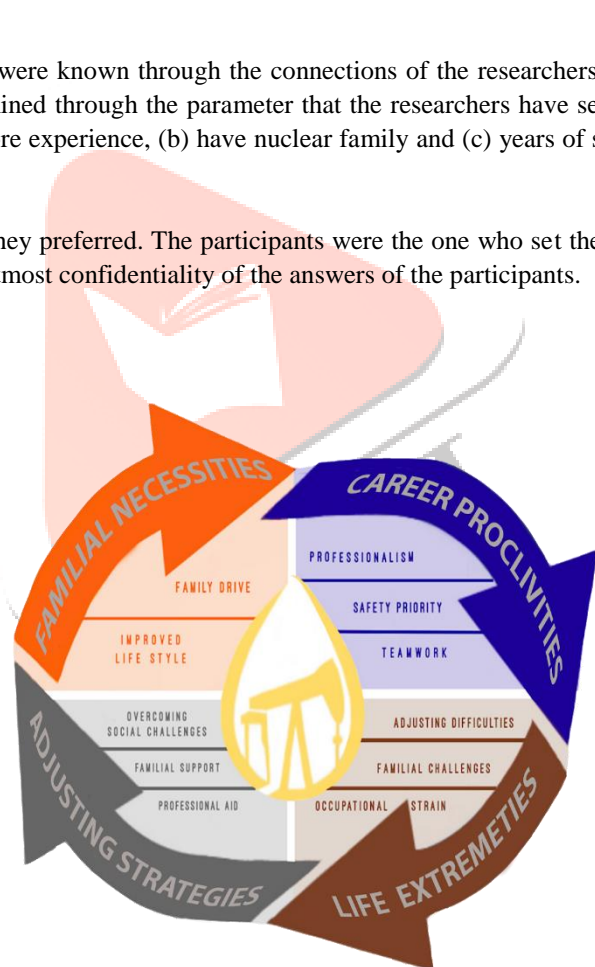 were known through the connections of the researchers
ined through the parameter that the researchers have se
re experience, (b) have nuclear family and (c) years of s
ney preferred. The participants were the one who set the
most confidentiality of the answers of the participants.
FAMILIAL NECESSITIES
FAMILY DRIVE
IMPROVED
LIFE STYLE
CAREER PROCLIVITIES
PROFESSIONALISM
SAFETY PRIORITY
TEAMWORK
ADJUSTING DIFFICULTIES
FAMILIAL CHALLENGES
OCCUPATIONAL STRAIN
LIFE EXTREMETIES
OVERCOMING
SOCIAL CHALLENGES
FAMILIAL SUPPORT
PROFESSIONAL AID
ADJUSTING STRATEGIES